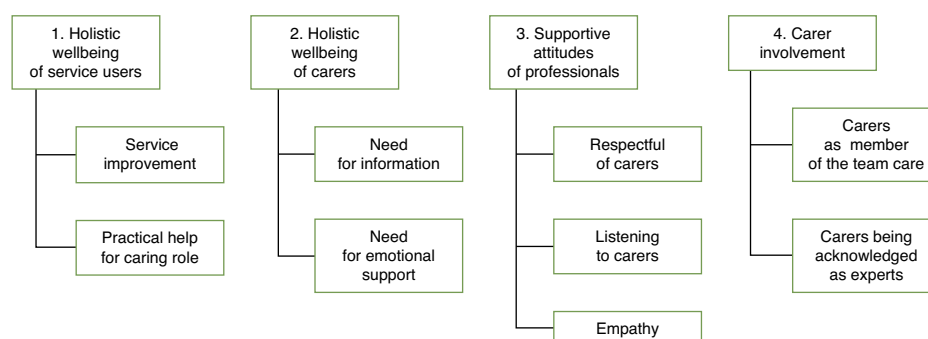 1. Holistic
wellbeing
of service users
Service
improvement
Practical help
for caring role
2. Holistic
wellbeing
of carers
Need
for information
Need
for emotional
support
3. Supportive
attitudes
of professionals
Respectful
of carers
Listening
to carers
Empathy
4. Carer
involvement
Carers
as member
of the team care
Carers being
acknowledged
as experts